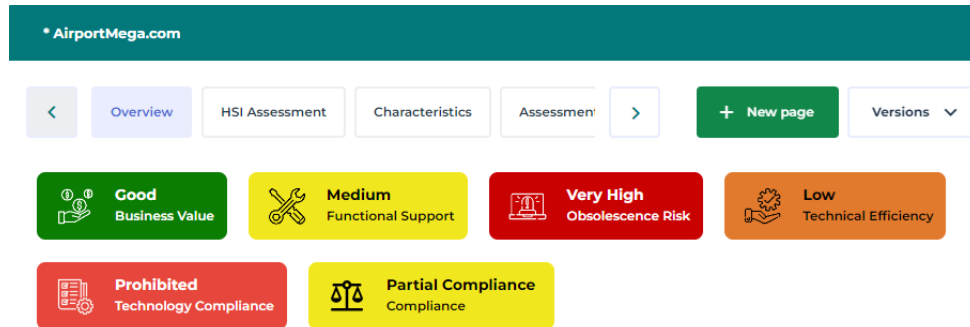 * AirportMega.com
Overview
HSI Assessment
Characteristics
Assessment
+ New page
Versions
Good
Business Value
Medium
Functional Support
Very High
Obsolescence Risk
Low
Technical Efficiency
Prohibited
Technology Compliance
Partial Compliance
Compliance